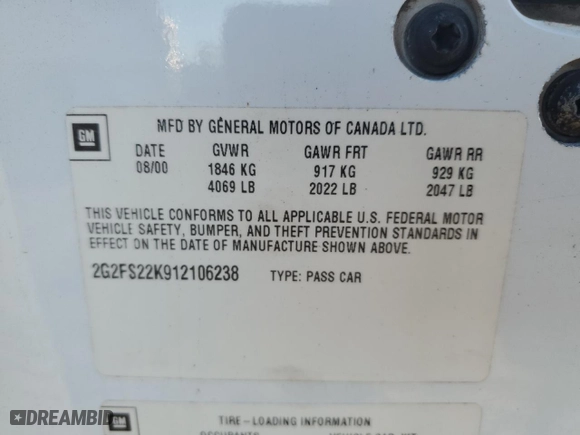 GM
MFD BY GENERAL MOTORS OF CANADA LTD.
DATE GVWR GAWR FRT GAWR RR
08/00 1846 KG 917 KG 929 KG
4069 LB 2022 LB 2047 LB
THIS VEHICLE CONFORMS TO ALL APPLICABLE U.S. FEDERAL MOTOR
VEHICLE SAFETY, BUMPER, AND THEFT PREVENTION STANDARDS IN
EFFECT ON THE DATE OF MANUFACTURE SHOWN ABOVE.
2G2FS22K912106238 TYPE: PASS CAR
GM
TIRE-LOADING INFORMATION
OCCUPANTS
DREAMBID